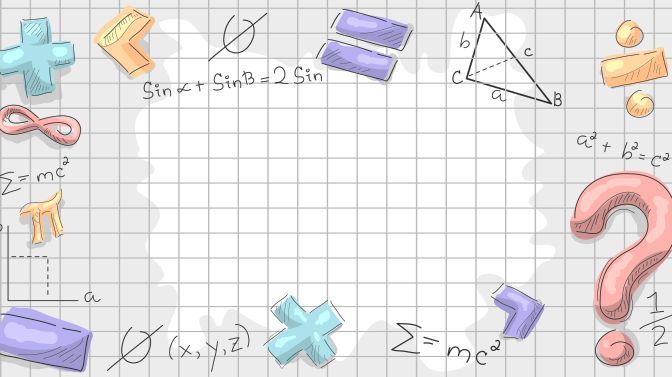 ∅
Sin α + Sin B = 2 Sin
A
b
c
C
a
B
a² + b² = c²
Σ = mc²
π
a
∅ (x, y, z)
Σ = mc²
?
1/2